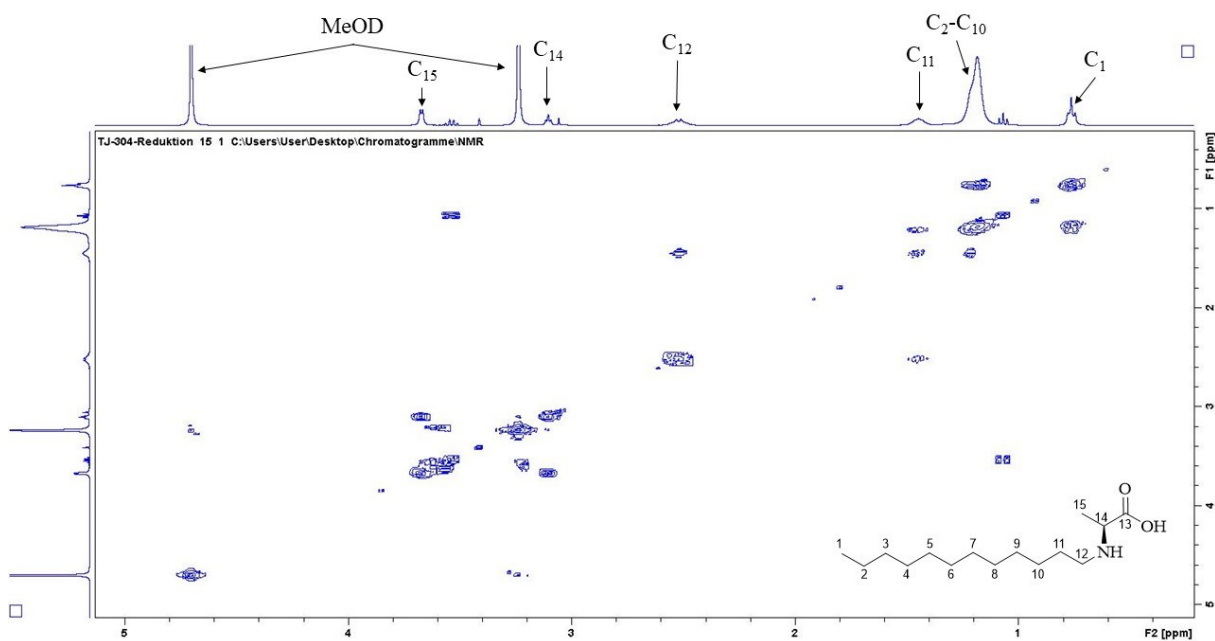 MeOD
C2-C10
C15
C14
C12
C11
C1
TJ-304-Reduktion 15 1 C:\Users\User\Desktop\Chromatogramme\NMR
F1 [ppm]
1
2
3
4
5
O
15
14
13
OH
NH
1
3
5
7
9
11
12
2
4
6
8
10
5
4
3
2
1
F2 [ppm]